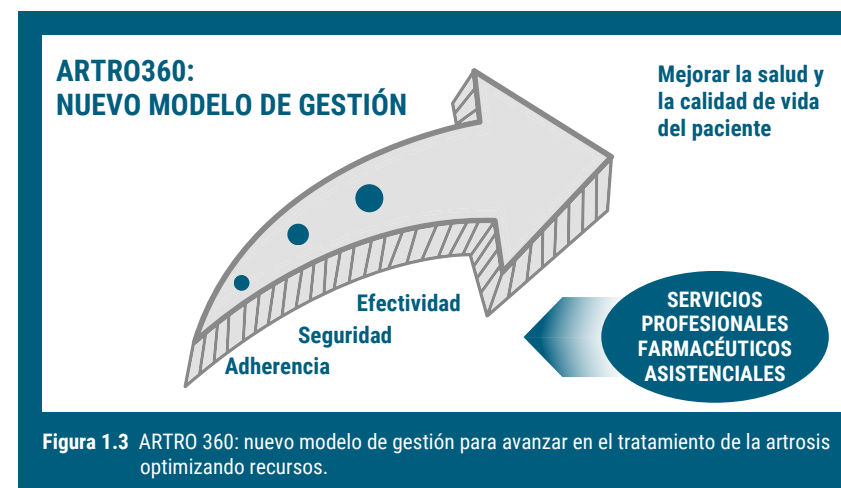 ARTRO360:
NUEVO MODELO DE GESTIÓN
Mejorar la salud y
la calidad de vida
del paciente
Efectividad
Seguridad
Adherencia
SERVICIOS
PROFESIONALES
FARMACÉUTICOS
ASISTENCIALES
Figura 1.3 ARTRO 360: nuevo modelo de gestión para avanzar en el tratamiento de la artrosis
optimizando recursos.